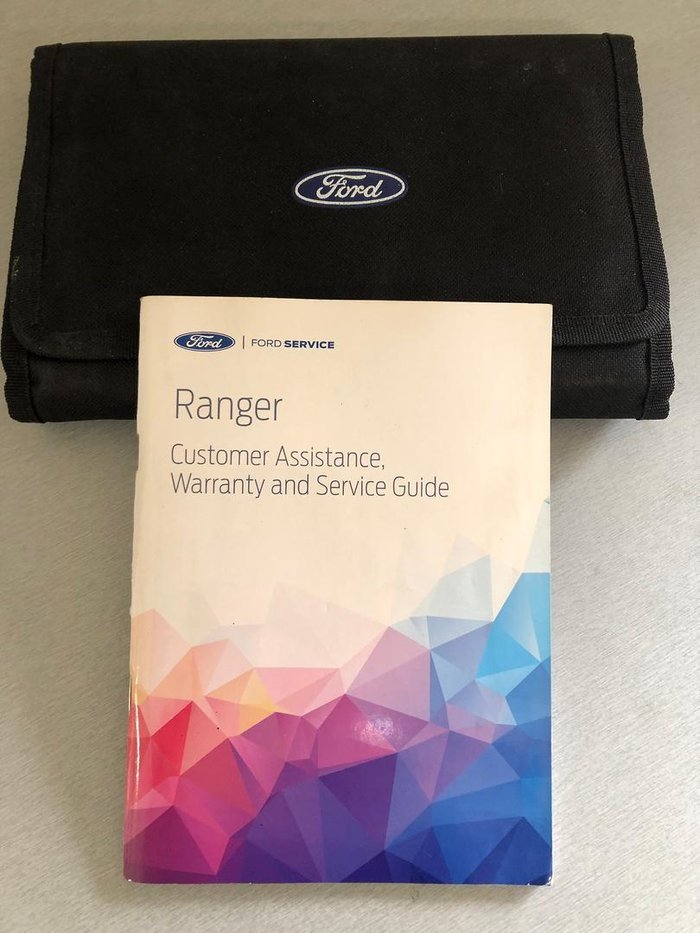 Ford
Ford | FORD SERVICE
Ranger
Customer Assistance,
Warranty and Service Guide